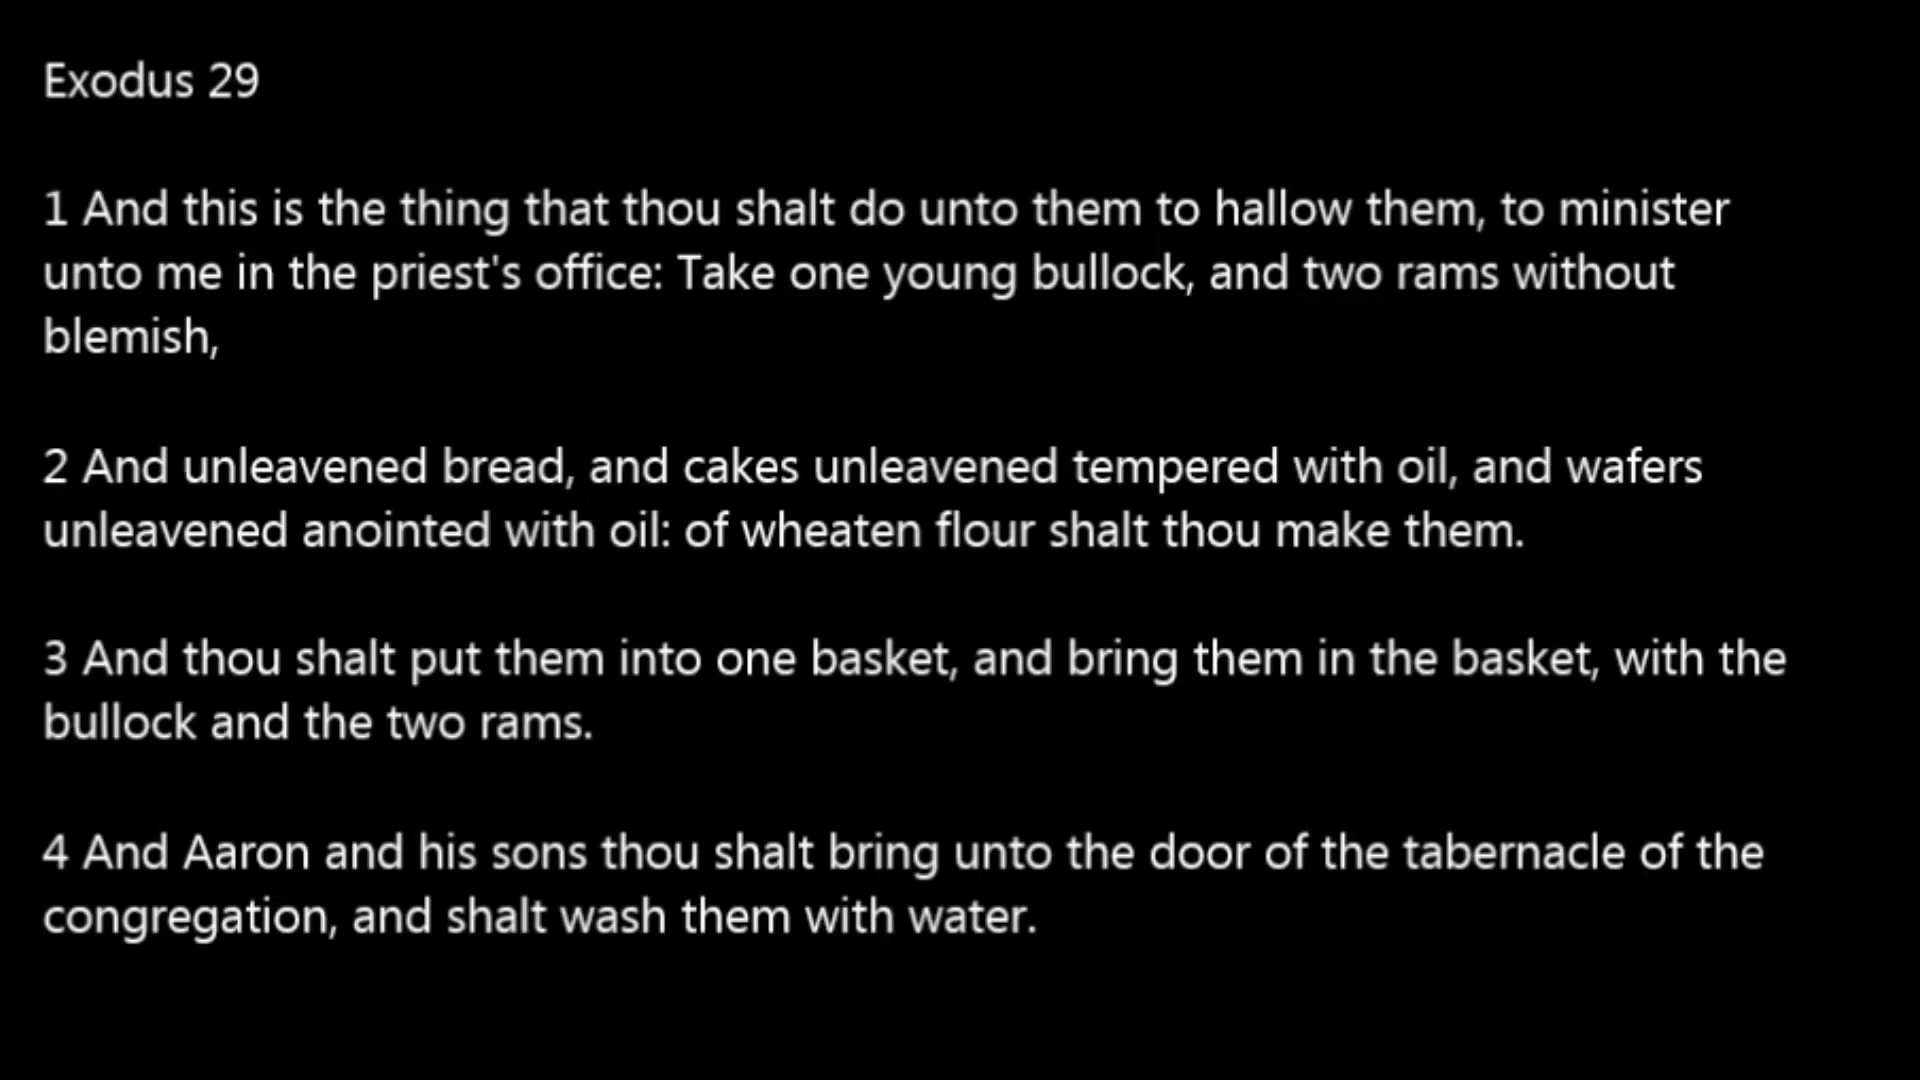 Exodus 29
1 And this is the thing that thou shalt do unto them to hallow them, to minister
unto me in the priest's office: Take one young bullock, and two rams without
blemish,
2 And unleavened bread, and cakes unleavened tempered with oil, and wafers
unleavened anointed with oil: of wheaten flour shalt thou make them.
3 And thou shalt put them into one basket, and bring them in the basket, with the
bullock and the two rams.
4 And Aaron and his sons thou shalt bring unto the door of the tabernacle of the
congregation, and shalt wash them with water.